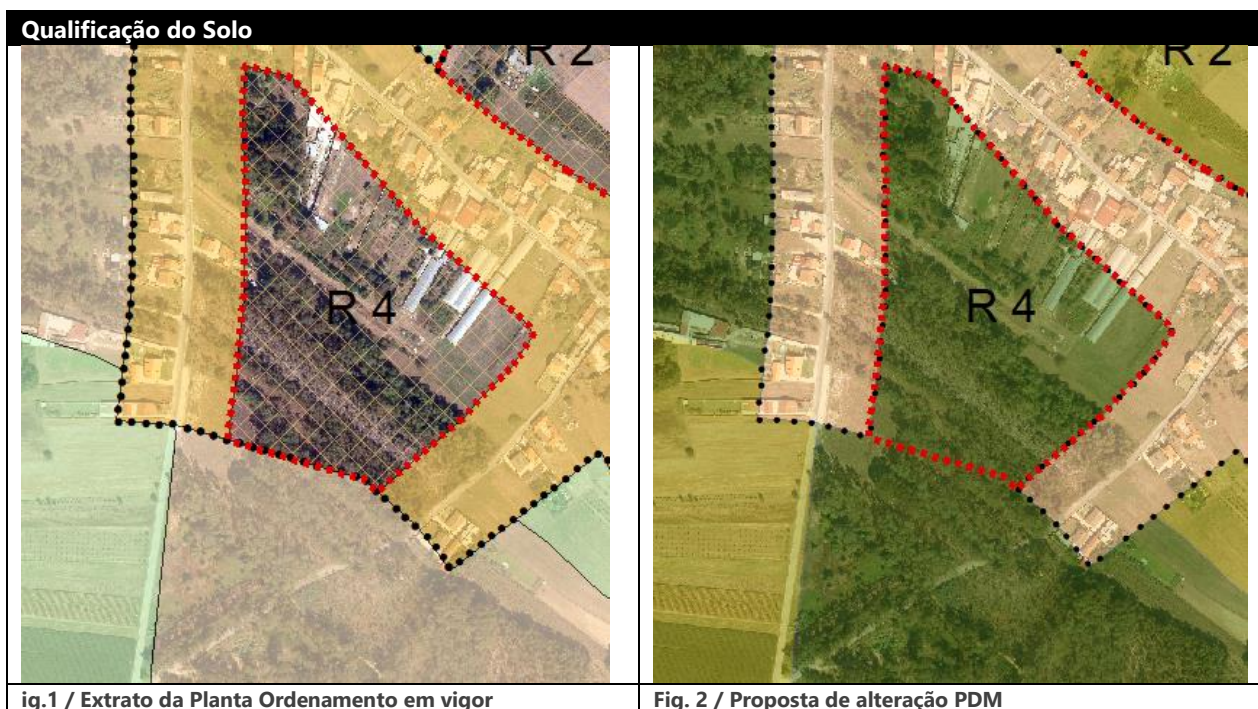 Qualificação do Solo
R 2
R 2
R 4
R 4
ig.1 / Extrato da Planta Ordenamento em vigor
Fig. 2 / Proposta de alteração PDM